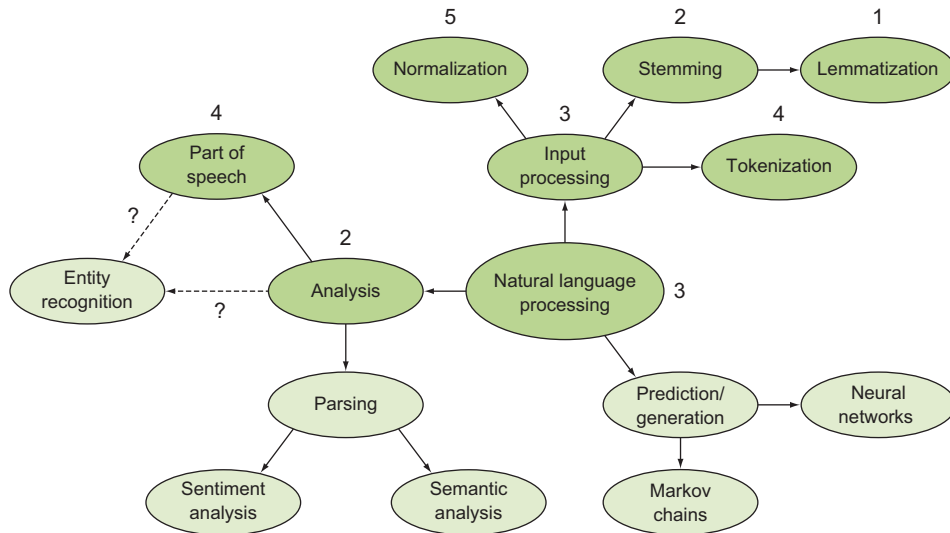 5
2
1
Normalization
Stemming
Lemmatization
4
3
4
Part of
speech
Input
processing
Tokenization
?
2
Entity
recognition
Analysis
Natural language
processing
3
?
Parsing
Prediction/
generation
Neural
networks
Sentiment
analysis
Semantic
analysis
Markov
chains